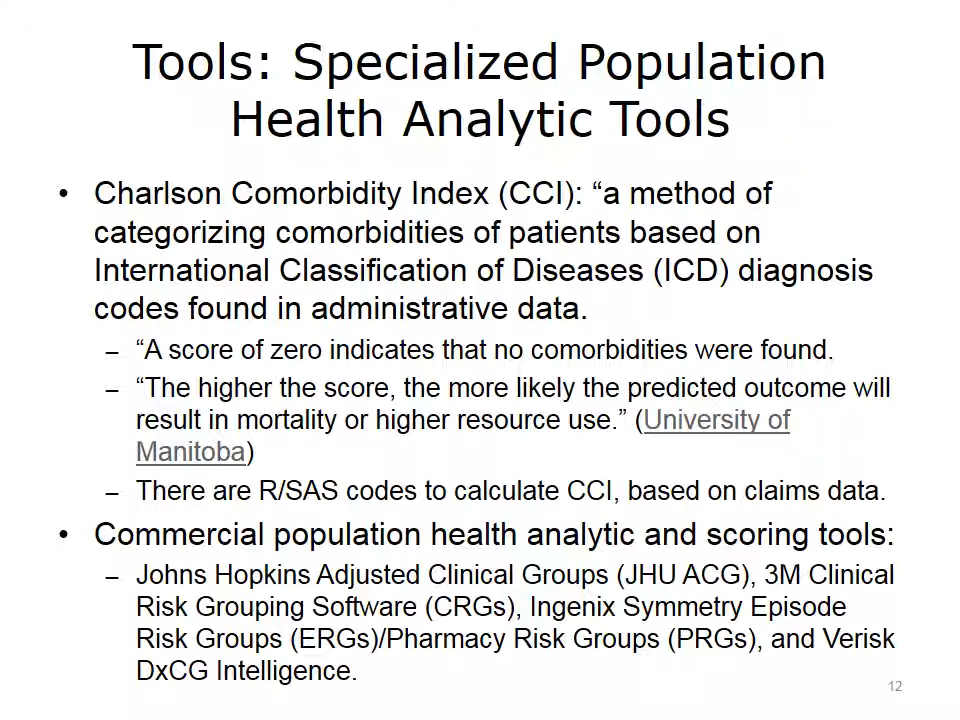 Tools: Specialized Population
Health Analytic Tools
• Charlson Comorbidity Index (CCI): “a method of
categorizing comorbidities of patients based on
International Classification of Diseases (ICD) diagnosis
codes found in administrative data.
– “A score of zero indicates that no comorbidities were found.
– “The higher the score, the more likely the predicted outcome will
result in mortality or higher resource use.” (University of
Manitoba)
– There are R/SAS codes to calculate CCI, based on claims data.
• Commercial population health analytic and scoring tools:
– Johns Hopkins Adjusted Clinical Groups (JHU ACG), 3M Clinical
Risk Grouping Software (CRGs), Ingenix Symmetry Episode
Risk Groups (ERGs)/Pharmacy Risk Groups (PRGs), and Verisk
DxCG Intelligence.
12